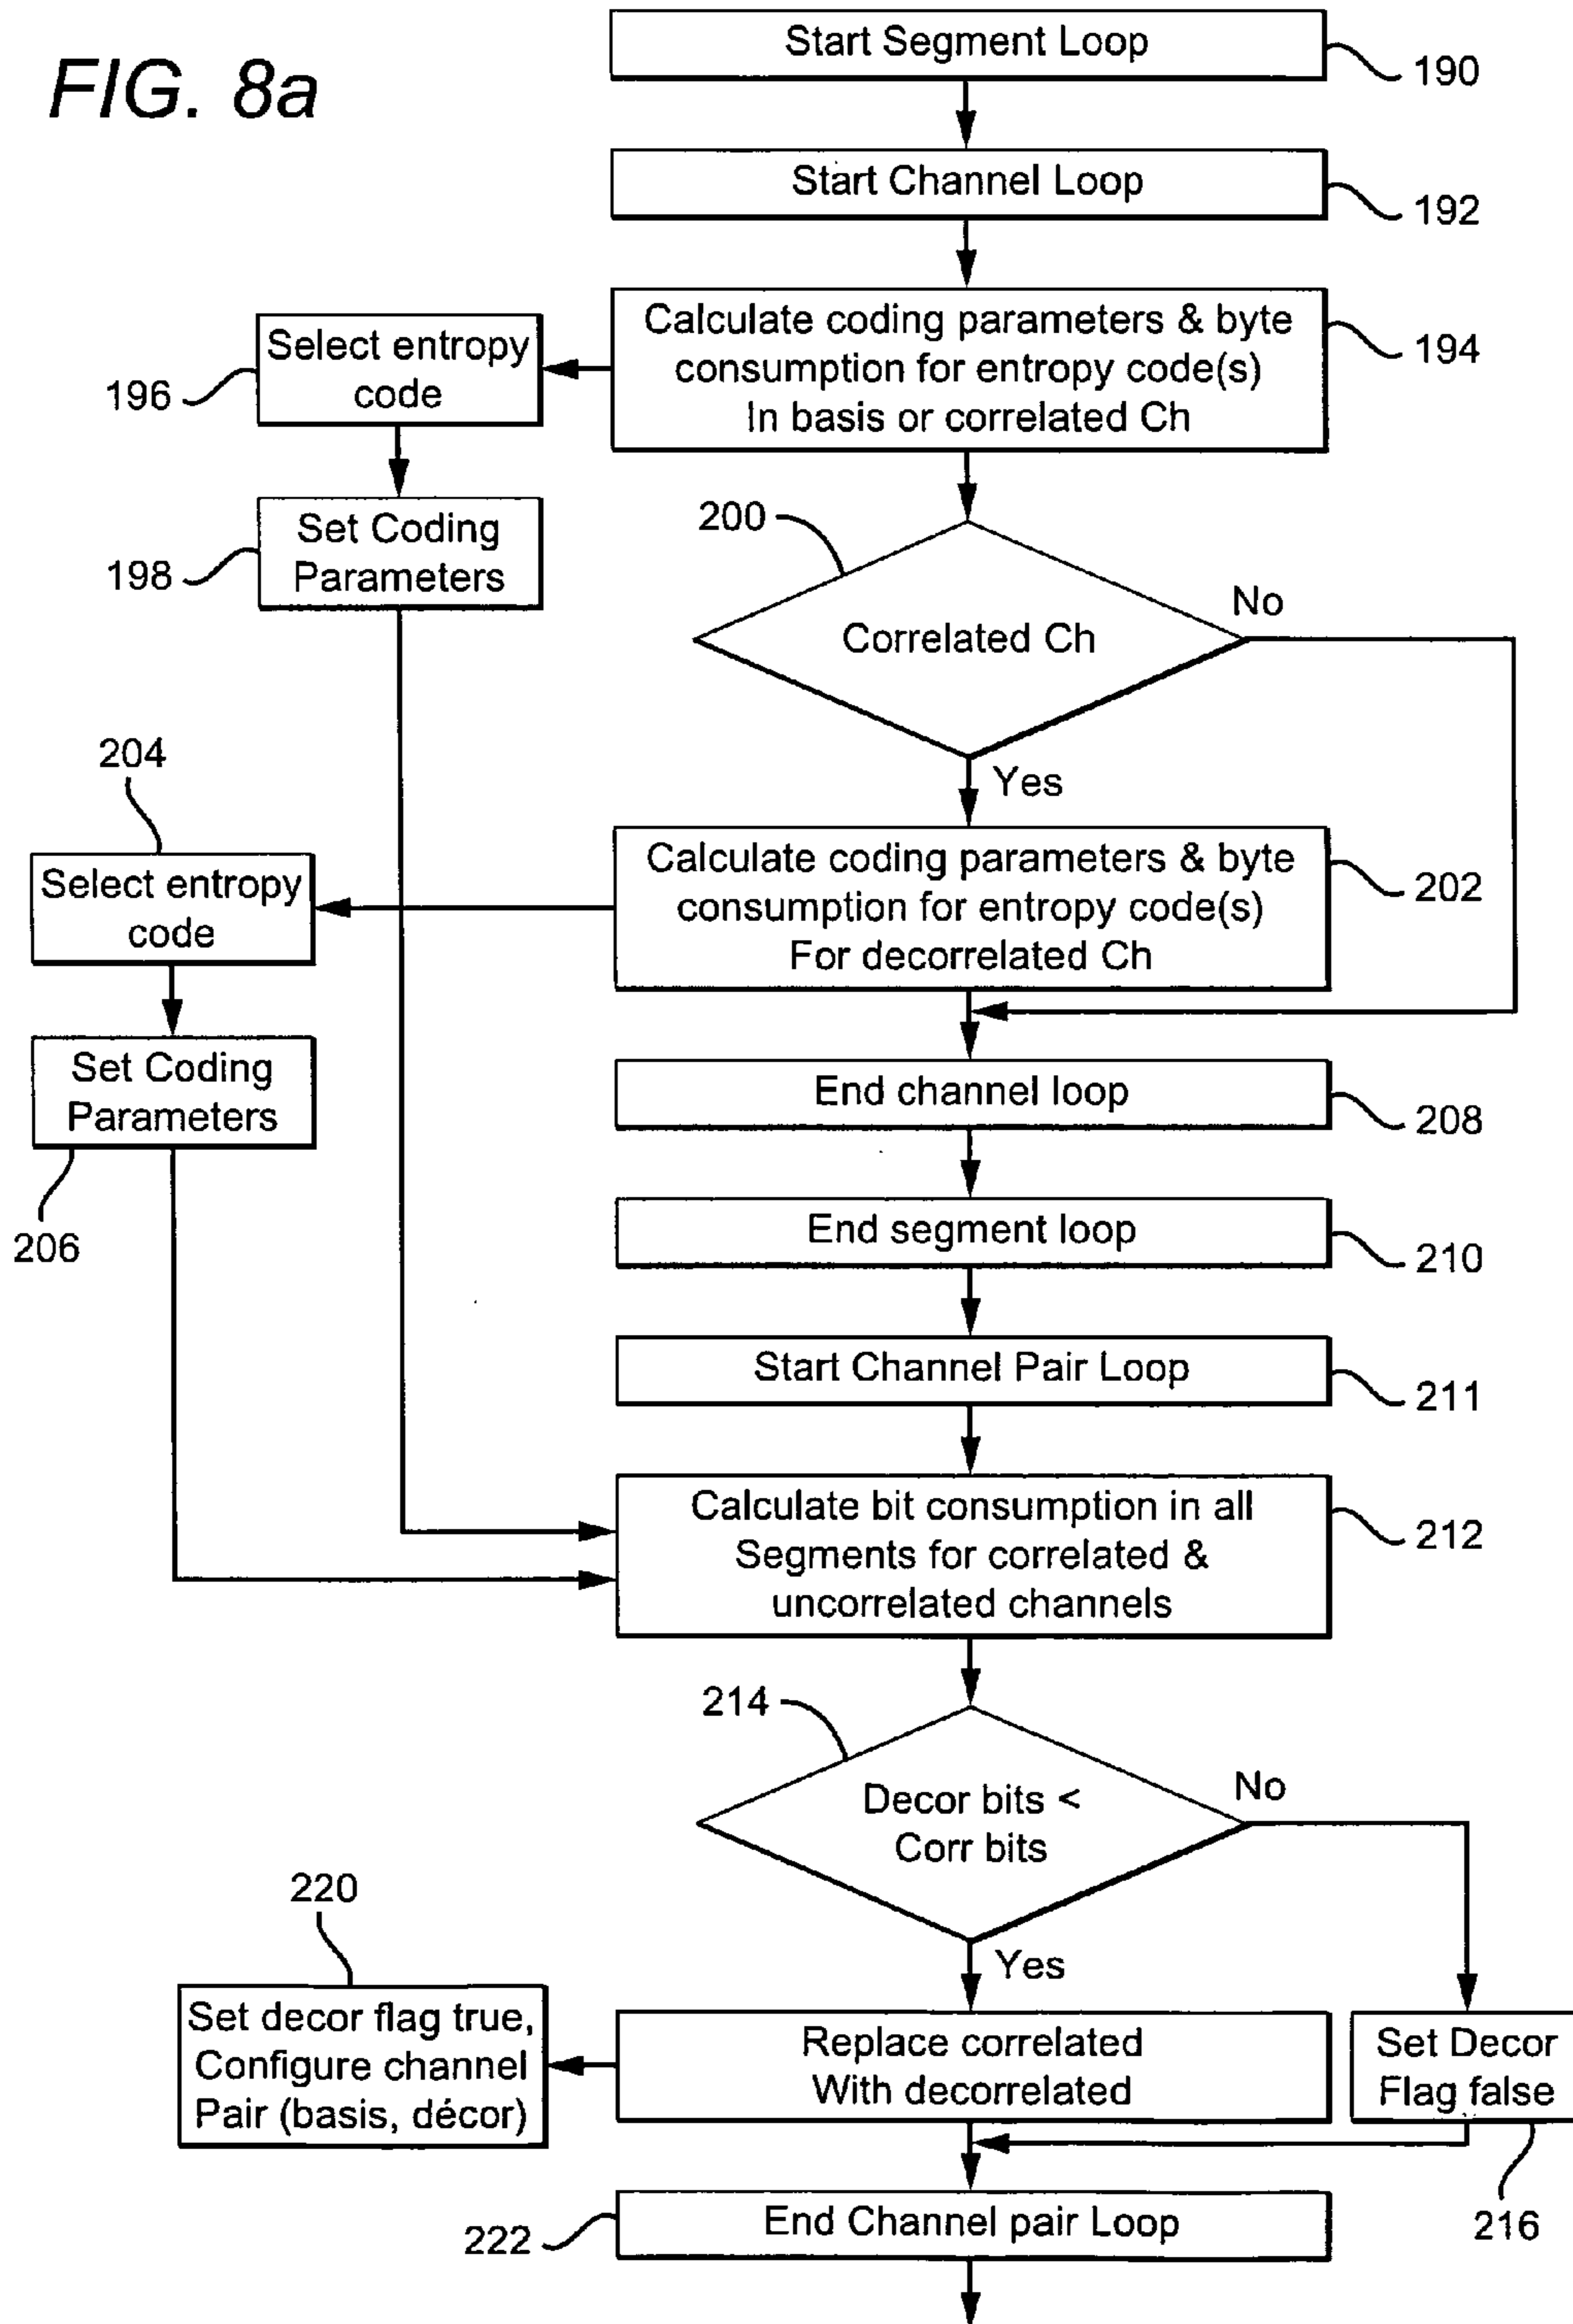 FIG. 8a
Start Segment Loop
190
Start Channel Loop
192
Calculate coding parameters & byte
consumption for entropy code(s)
In basis or correlated Ch
194
Select entropy
code
196
Set Coding
Parameters
198
200
Correlated Ch
No
Yes
204
Select entropy
code
Calculate coding parameters & byte
consumption for entropy code(s)
For decorrelated Ch
202
Set Coding
Parameters
206
End channel loop
208
End segment loop
210
Start Channel Pair Loop
211
Calculate bit consumption in all
Segments for correlated &
uncorrelated channels
212
214
Decor bits <
Corr bits
No
Yes
220
Set decor flag true,
Configure channel
Pair (basis, décor)
Replace correlated
With decorrelated
Set Decor
Flag false
216
End Channel pair Loop
222